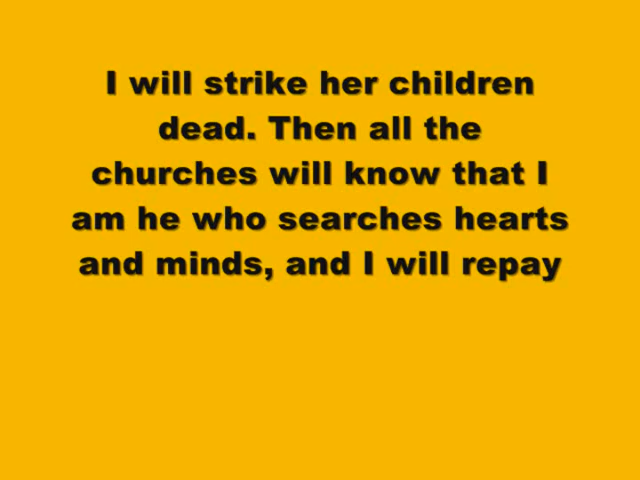 I will strike her children
dead. Then all the
churches will know that I
am he who searches hearts
and minds, and I will repay